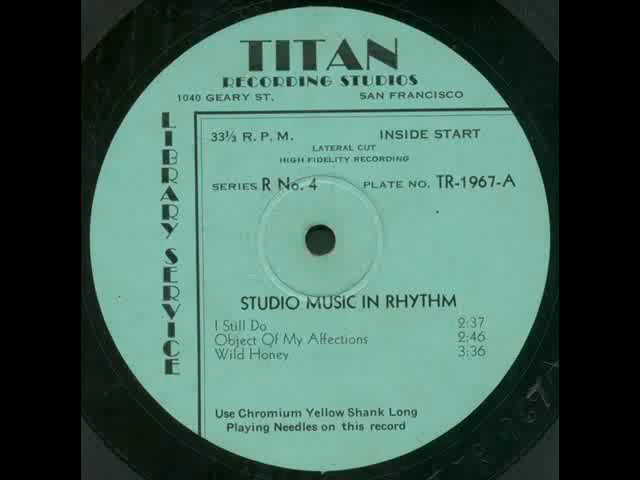 TITAN
RECORDING STUDIOS
1040 GEARY ST. SAN FRANCISCO
LIBRARY SERVICE
33⅓ R.P.M. INSIDE START
LATERAL CUT
HIGH FIDELITY RECORDING
SERIES R No. 4 PLATE NO. TR-1967-A
STUDIO MUSIC IN RHYTHM
I Still Do 2:37
Object Of My Affections 2:46
Wild Honey 3:36
Use Chromium Yellow Shank Long
Playing Needles on this record